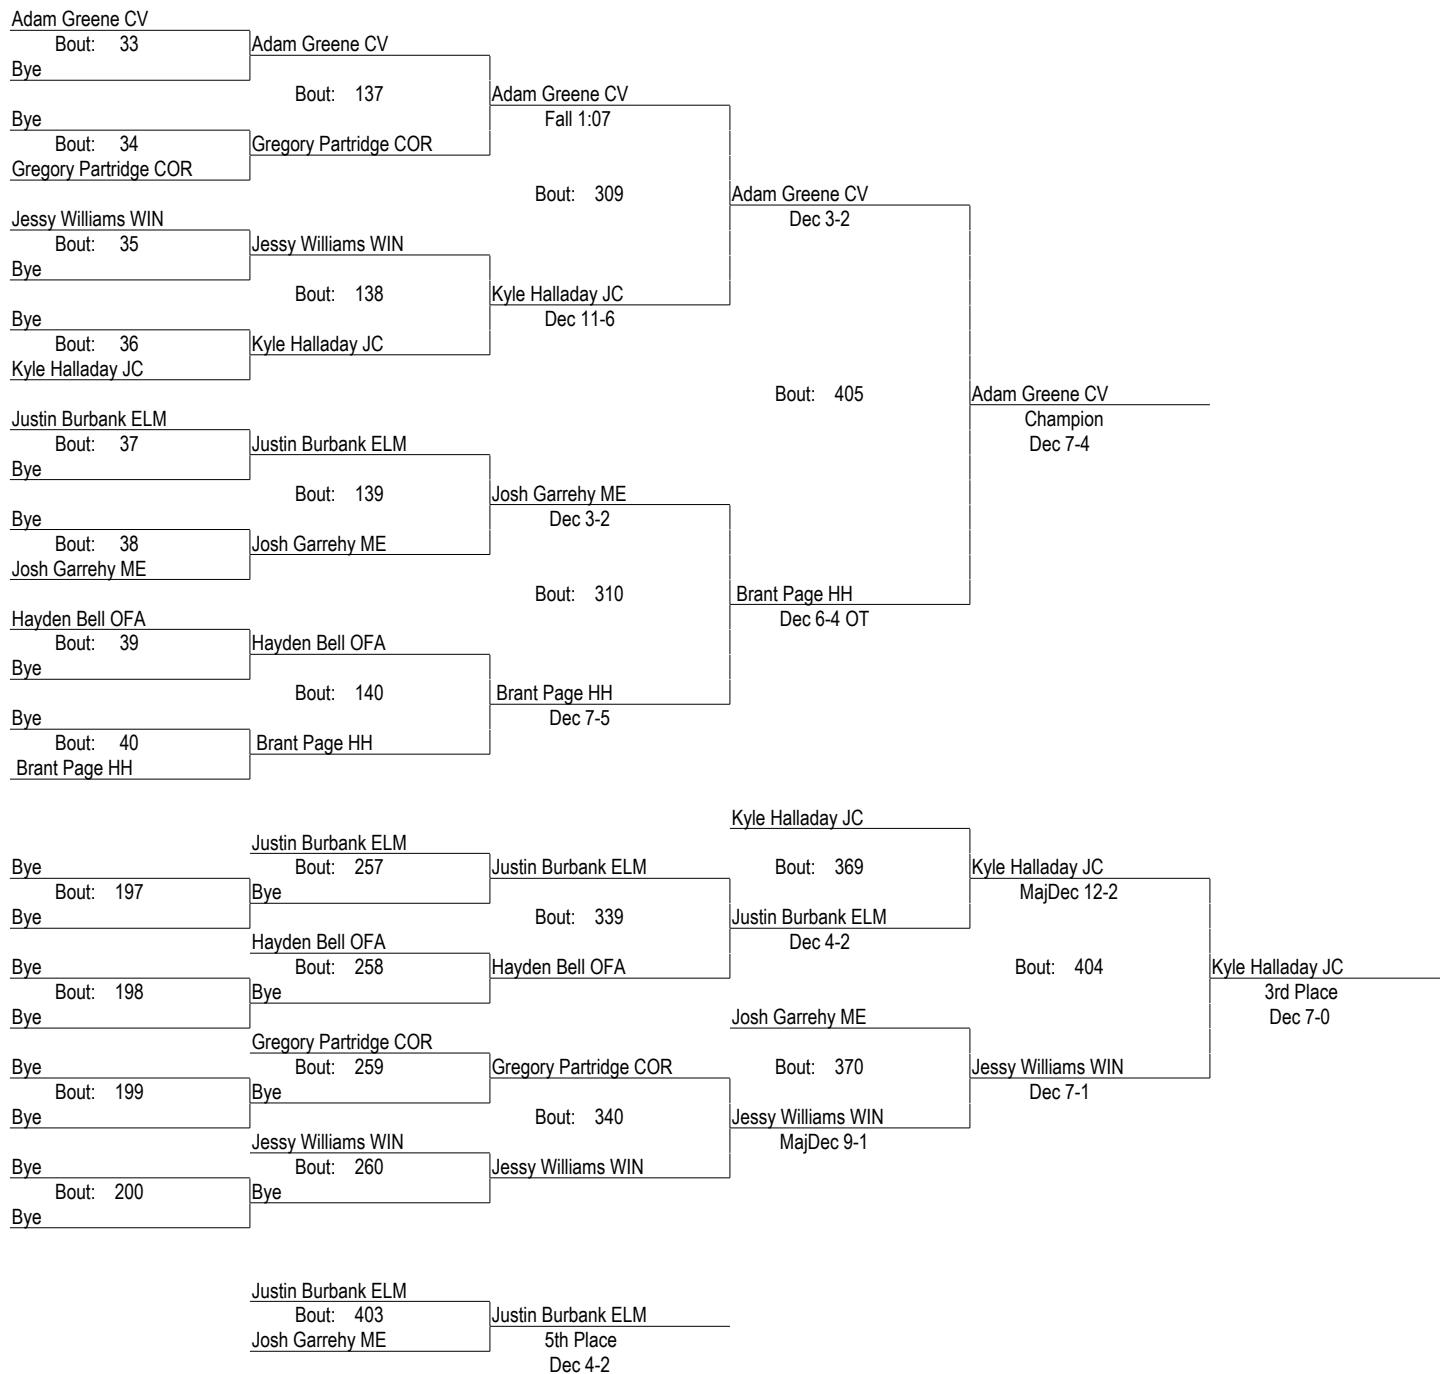 Adam Greene CV
Bout: 33
Adam Greene CV
Bye
Bout: 137
Adam Greene CV
Bye
Fall 1:07
Bout: 34
Gregory Partridge COR
Gregory Partridge COR
Bout: 309
Adam Greene CV
Jessy Williams WIN
Dec 3-2
Bout: 35
Jessy Williams WIN
Bye
Bout: 138
Kyle Halladay JC
Bye
Dec 11-6
Bout: 36
Kyle Halladay JC
Kyle Halladay JC
Bout: 405
Adam Greene CV
Justin Burbank ELM
Champion
Bout: 37
Justin Burbank ELM
Dec 7-4
Bye
Bout: 139
Josh Garrehy ME
Bye
Dec 3-2
Bout: 38
Josh Garrehy ME
Josh Garrehy ME
Bout: 310
Brant Page HH
Hayden Bell OFA
Dec 6-4 OT
Bout: 39
Hayden Bell OFA
Bye
Bout: 140
Brant Page HH
Bye
Dec 7-5
Bout: 40
Brant Page HH
Brant Page HH
Kyle Halladay JC
Justin Burbank ELM
Bye
Bout: 257
Justin Burbank ELM
Bout: 369
Kyle Halladay JC
Bout: 197
Bye
MajDec 12-2
Bye
Bout: 339
Justin Burbank ELM
Hayden Bell OFA
Dec 4-2
Bye
Bout: 258
Hayden Bell OFA
Bout: 404
Kyle Halladay JC
Bout: 198
Bye
3rd Place
Bye
Josh Garrehy ME
Dec 7-0
Gregory Partridge COR
Bye
Bout: 259
Gregory Partridge COR
Bout: 370
Jessy Williams WIN
Bout: 199
Bye
Dec 7-1
Bye
Bout: 340
Jessy Williams WIN
Jessy Williams WIN
MajDec 9-1
Bye
Bout: 260
Jessy Williams WIN
Bout: 200
Bye
Bye
Justin Burbank ELM
Bout: 403
Justin Burbank ELM
Josh Garrehy ME
5th Place
Dec 4-2